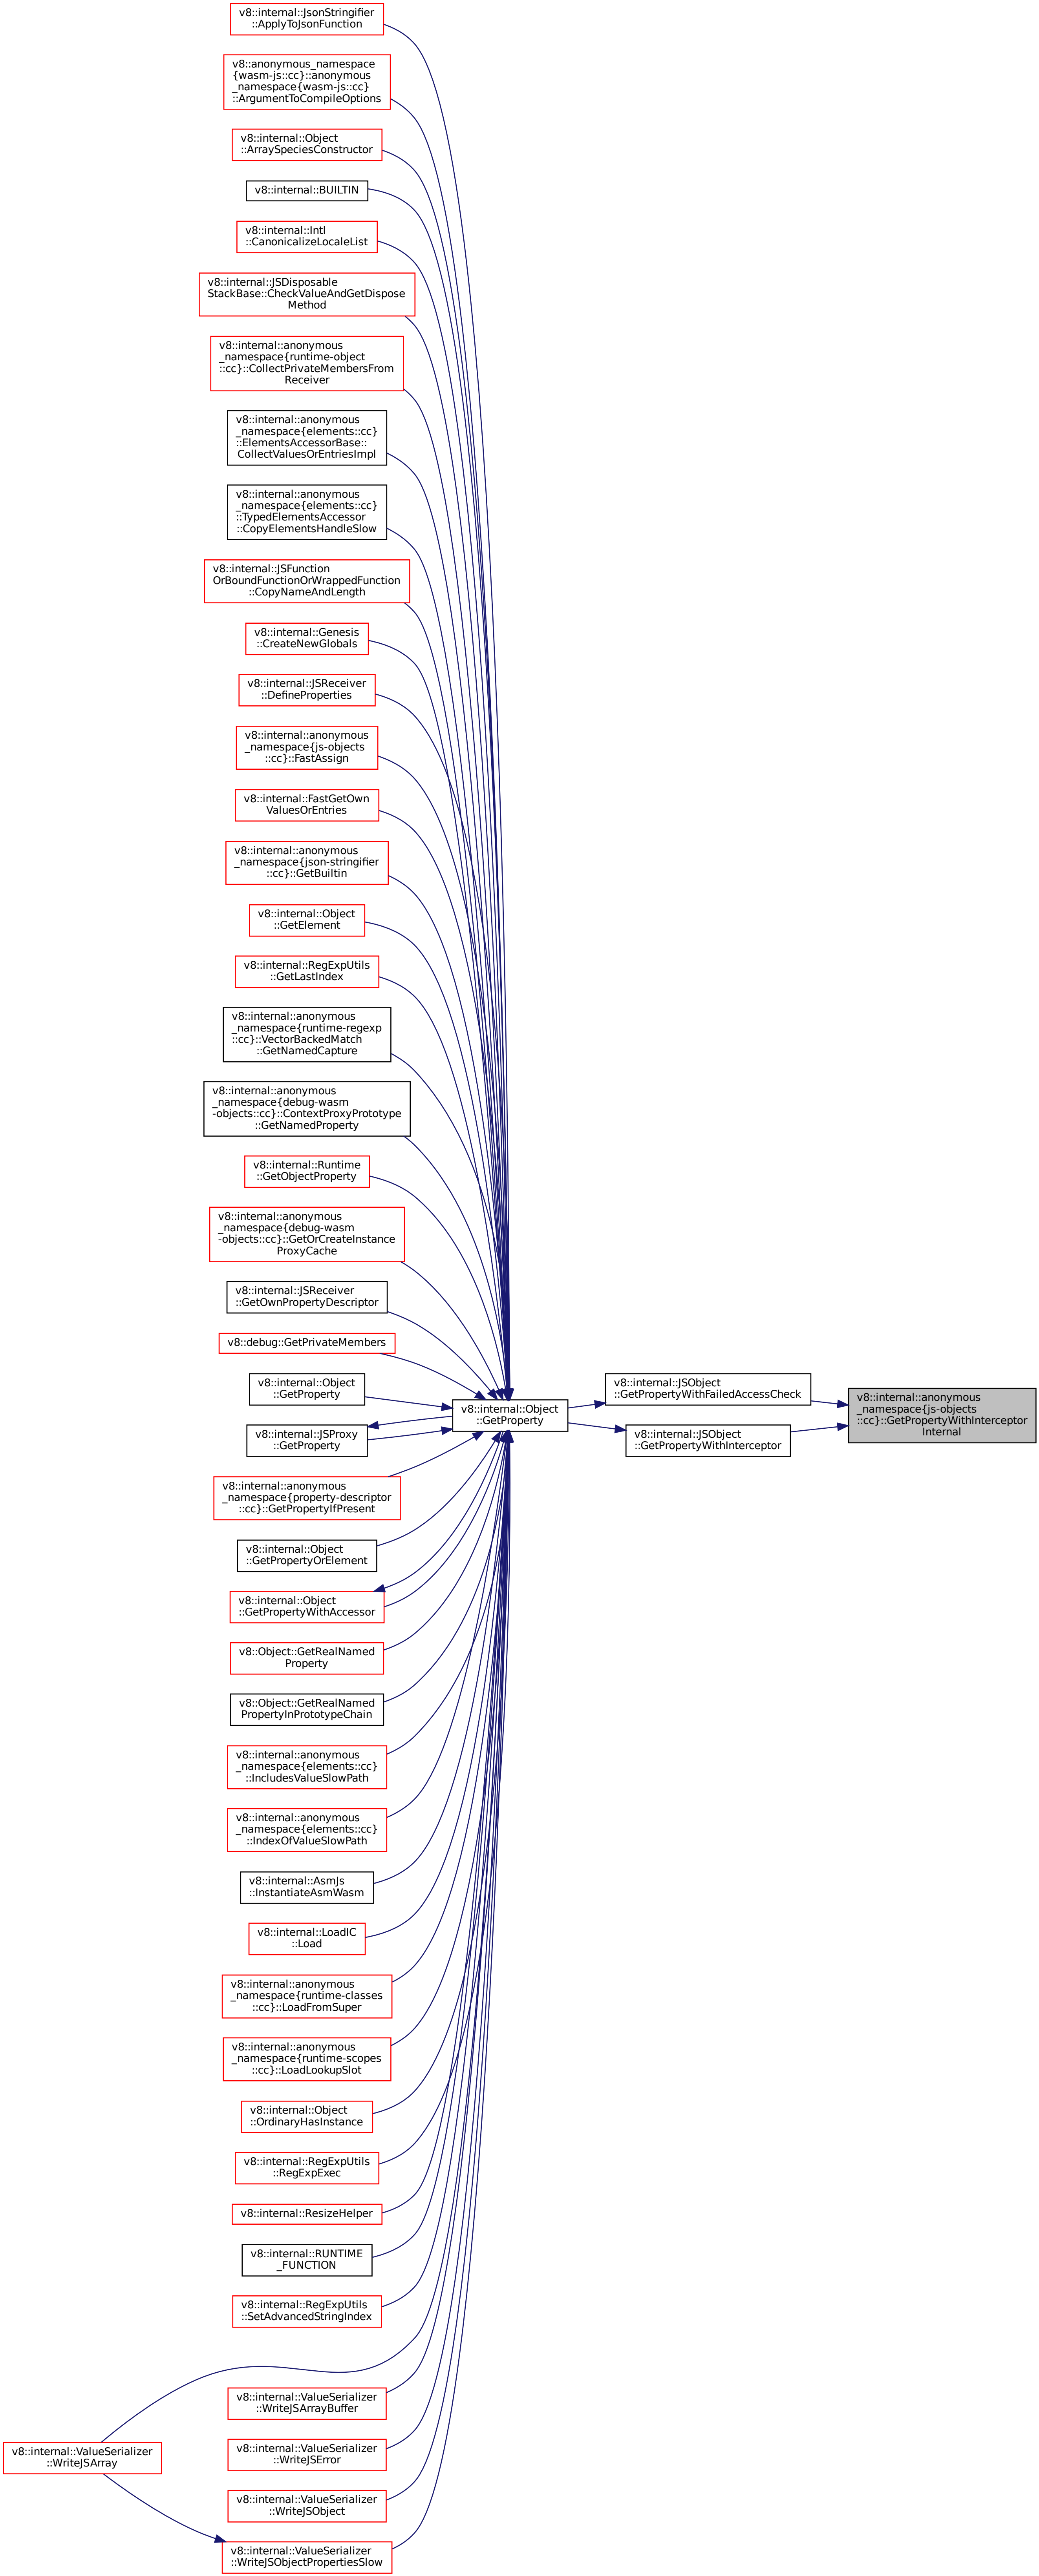 v8::internal::JsonStringifier
::ApplyToJsonFunction
v8::anonymous_namespace
{wasm-js::cc}::anonymous
_namespace{wasm-js::cc}
::ArgumentToCompileOptions
v8::internal::Object
::ArraySpeciesConstructor
v8::internal::BUILTIN
v8::internal::Intl
::CanonicalizeLocaleList
v8::internal::JSDisposable
StackBase::CheckValueAndGetDispose
Method
v8::internal::anonymous
_namespace{runtime-object
::cc}::CollectPrivateMembersFrom
Receiver
v8::internal::anonymous
_namespace{elements::cc}
::ElementsAccessorBase::
CollectValuesOrEntriesImpl
v8::internal::anonymous
_namespace{elements::cc}
::TypedElementsAccessor
::CopyElementsHandleSlow
v8::internal::JSFunction
OrBoundFunctionOrWrappedFunction
::CopyNameAndLength
v8::internal::Genesis
::CreateNewGlobals
v8::internal::JSReceiver
::DefineProperties
v8::internal::anonymous
_namespace{js-objects
::cc}::FastAssign
v8::internal::FastGetOwn
ValuesOrEntries
v8::internal::anonymous
_namespace{json-stringifier
::cc}::GetBuiltin
v8::internal::Object
::GetElement
v8::internal::RegExpUtils
::GetLastIndex
v8::internal::anonymous
_namespace{runtime-regexp
::cc}::VectorBackedMatch
::GetNamedCapture
v8::internal::anonymous
_namespace{debug-wasm
-objects::cc}::ContextProxyPrototype
::GetNamedProperty
v8::internal::Runtime
::GetObjectProperty
v8::internal::anonymous
_namespace{debug-wasm
-objects::cc}::GetOrCreateInstance
ProxyCache
v8::internal::JSReceiver
::GetOwnPropertyDescriptor
v8::debug::GetPrivateMembers
v8::internal::Object
::GetProperty
v8::internal::JSProxy
::GetProperty
v8::internal::anonymous
_namespace{property-descriptor
::cc}::GetPropertyIfPresent
v8::internal::Object
::GetPropertyOrElement
v8::internal::Object
::GetPropertyWithAccessor
v8::Object::GetRealNamed
Property
v8::Object::GetRealNamed
PropertyInPrototypeChain
v8::internal::anonymous
_namespace{elements::cc}
::IncludesValueSlowPath
v8::internal::anonymous
_namespace{elements::cc}
::IndexOfValueSlowPath
v8::internal::AsmJs
::InstantiateAsmWasm
v8::internal::LoadIC
::Load
v8::internal::anonymous
_namespace{runtime-classes
::cc}::LoadFromSuper
v8::internal::anonymous
_namespace{runtime-scopes
::cc}::LoadLookupSlot
v8::internal::Object
::OrdinaryHasInstance
v8::internal::RegExpUtils
::RegExpExec
v8::internal::ResizeHelper
v8::internal::RUNTIME
_FUNCTION
v8::internal::RegExpUtils
::SetAdvancedStringIndex
v8::internal::ValueSerializer
::WriteJSArrayBuffer
v8::internal::ValueSerializer
::WriteJSError
v8::internal::ValueSerializer
::WriteJSObject
v8::internal::ValueSerializer
::WriteJSObjectPropertiesSlow
v8::internal::ValueSerializer
::WriteJSArray
v8::internal::Object
::GetProperty
v8::internal::JSObject
::GetPropertyWithFailedAccessCheck
v8::internal::JSObject
::GetPropertyWithInterceptor
v8::internal::anonymous
_namespace{js-objects
::cc}::GetPropertyWithInterceptor
Internal